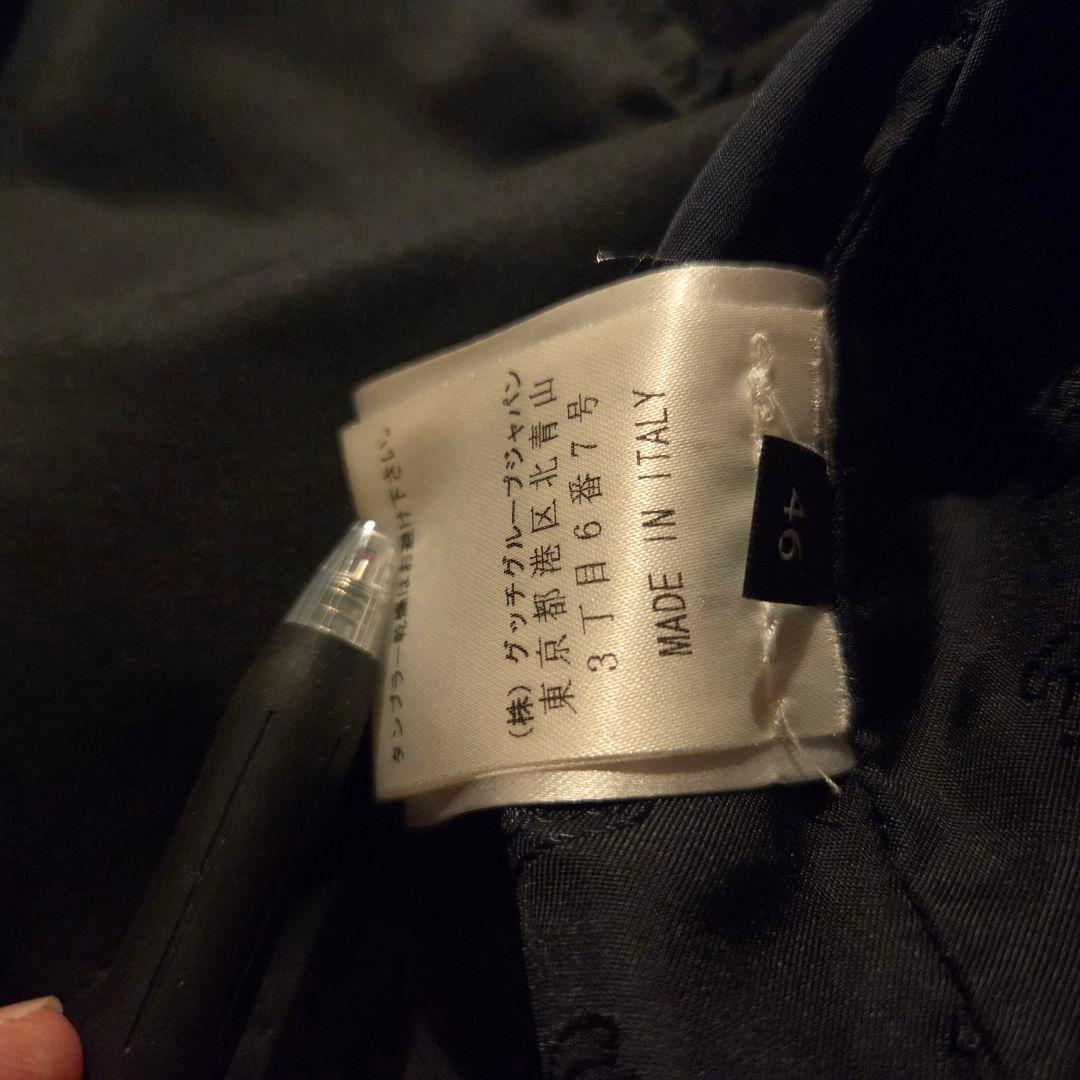 タンブラー乾燥はお避け下さい。
(株) グッチグループジャパン
東京都港区北青山
3丁目6番7号
MADE IN ITALY
46